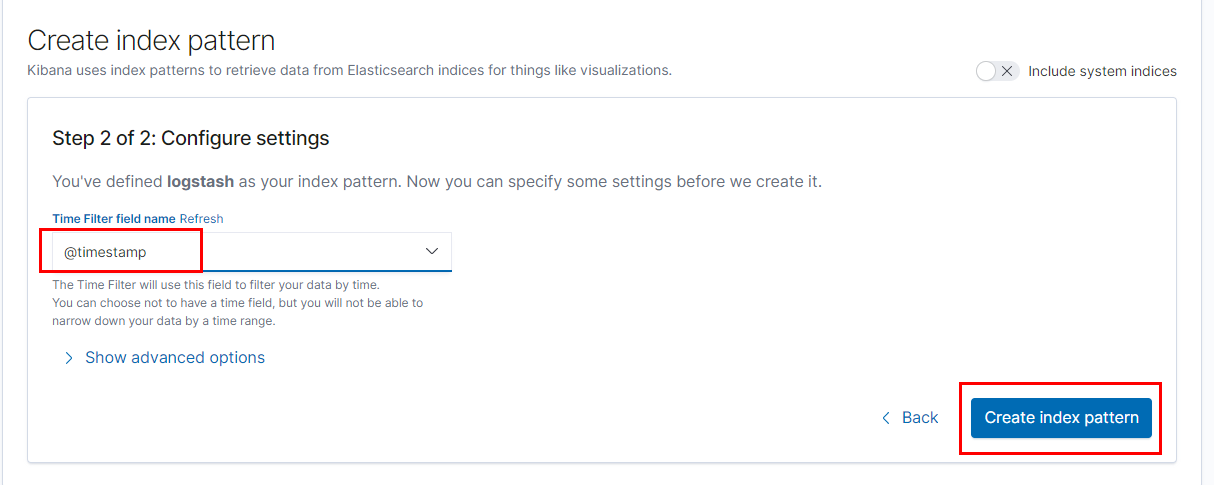 Create index pattern
Kibana uses index patterns to retrieve data from Elasticsearch indices for things like visualizations.
Include system indices
Step 2 of 2: Configure settings
You've defined logstash as your index pattern. Now you can specify some settings before we create it.
Time Filter field name Refresh
@timestamp
The Time Filter will use this field to filter your data by time.
You can choose not to have a time field, but you will not be able to
narrow down your data by a time range.
Show advanced options
Back
Create index pattern